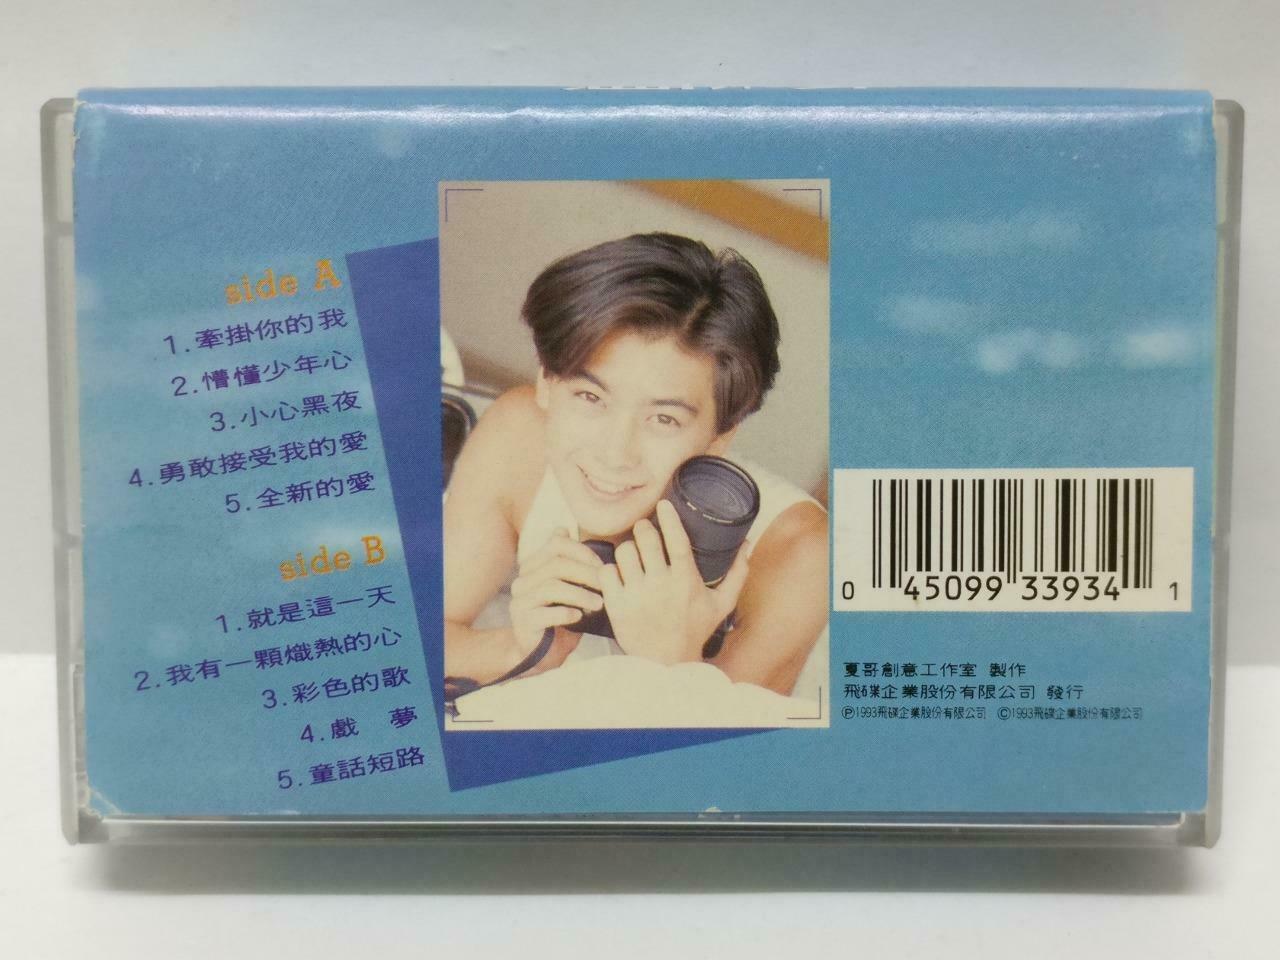 side A
1.牽掛你的我
2.懵懂少年心
3.小心黑夜
4.勇敢接受我的愛
5.全新的愛
side B
1.就是這一天
2.我有一顆熾熱的心
3.彩色的歌
4.戲 夢
5.童話短路
0 45099 33934 1
夏哥創意工作室 製作
飛碟企業股份有限公司 發行
Ⓟ1993飛碟企業股份有限公司 Ⓒ1993飛碟企業股份有限公司